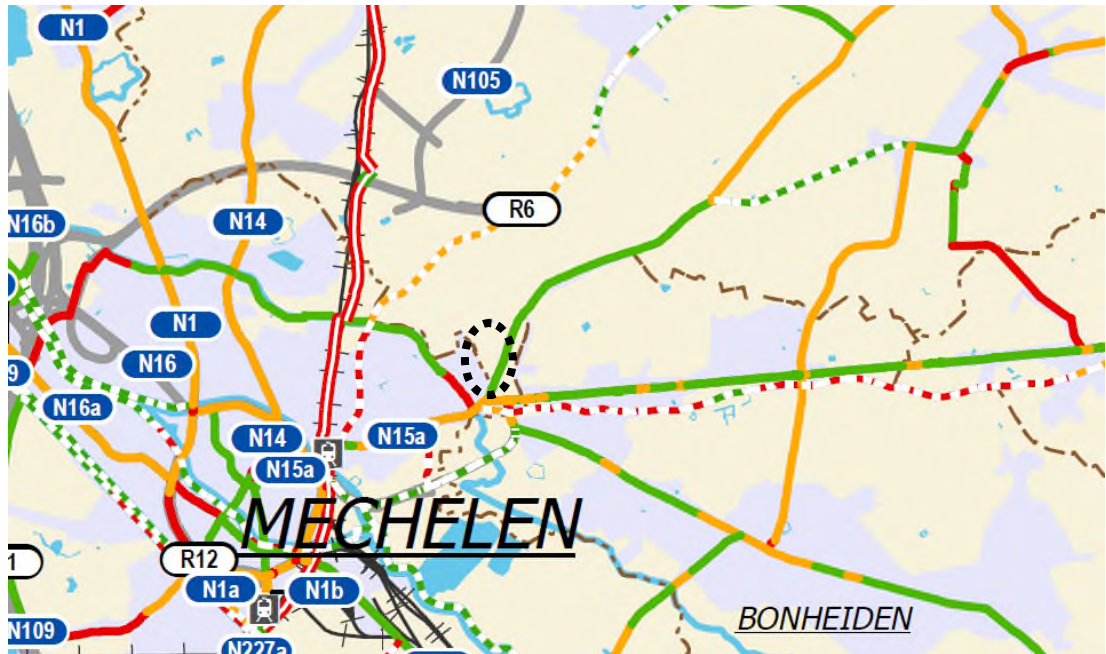 N1
N105
R6
N16b
N14
N1
N16
9
N16a
N14
N15a
N15a
MECHELEN
1
R12
N1a
N1b
BONHEIDEN
N109
N227a